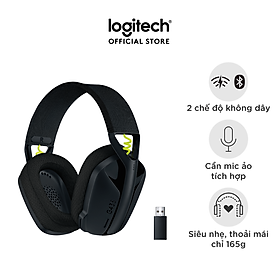 logitech
OFFICIAL STORE
2 chế độ không dây
Cần mic ảo
tích hợp
Siêu nhẹ, thoải mái
chỉ 165g